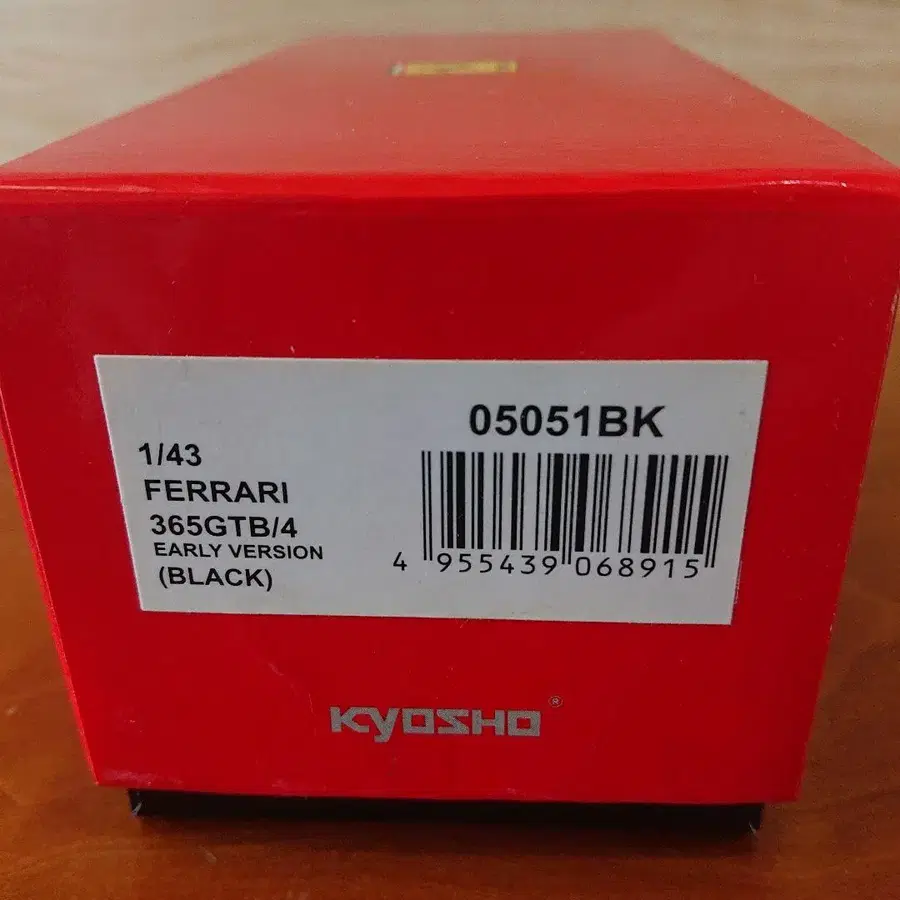 05051BK
1/43
FERRARI
365GTB/4
EARLY VERSION
(BLACK)
4 955439 068915
KYOSHO®